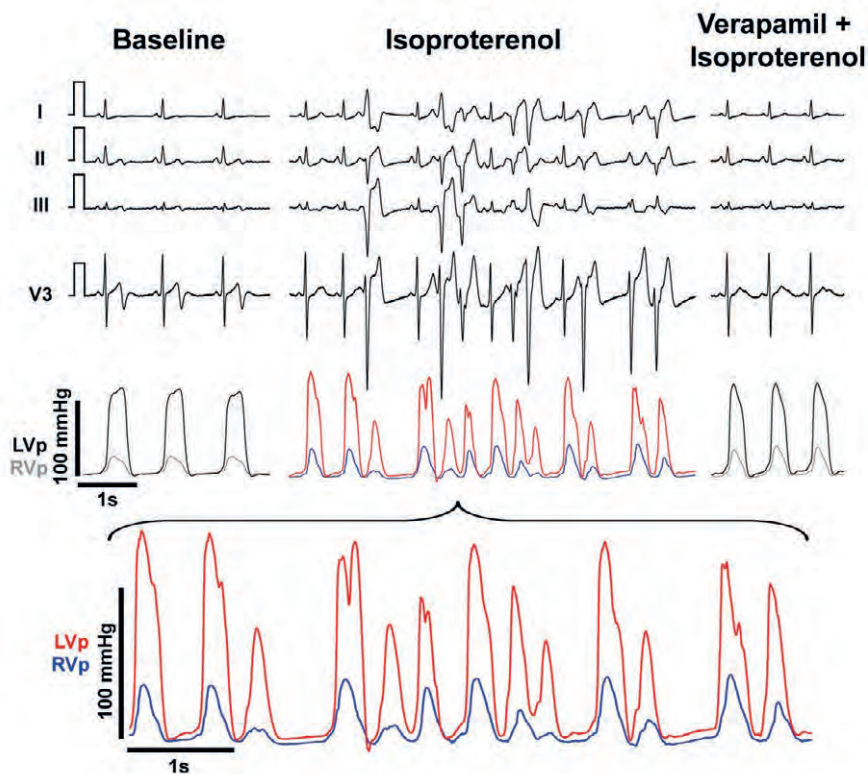 Baseline
Isoproterenol
Verapamil +
Isoproterenol
I
II
III
V3
LVp
RVp
100 mmHg
1s
LVp
RVp
100 mmHg
1s